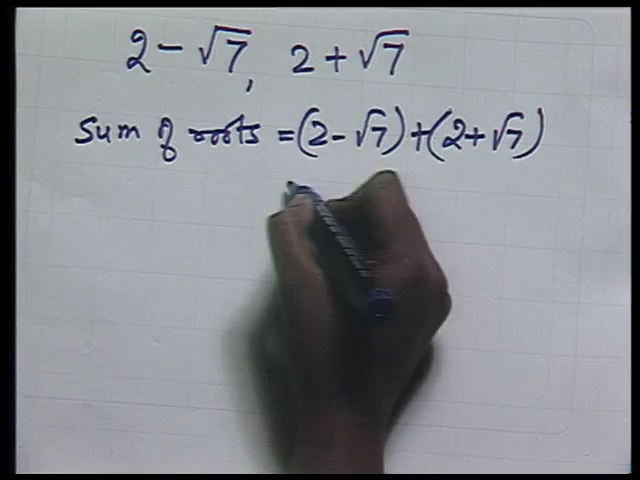 2 - √7, 2 + √7
Sum of roots = (2 - √7) + (2 + √7)